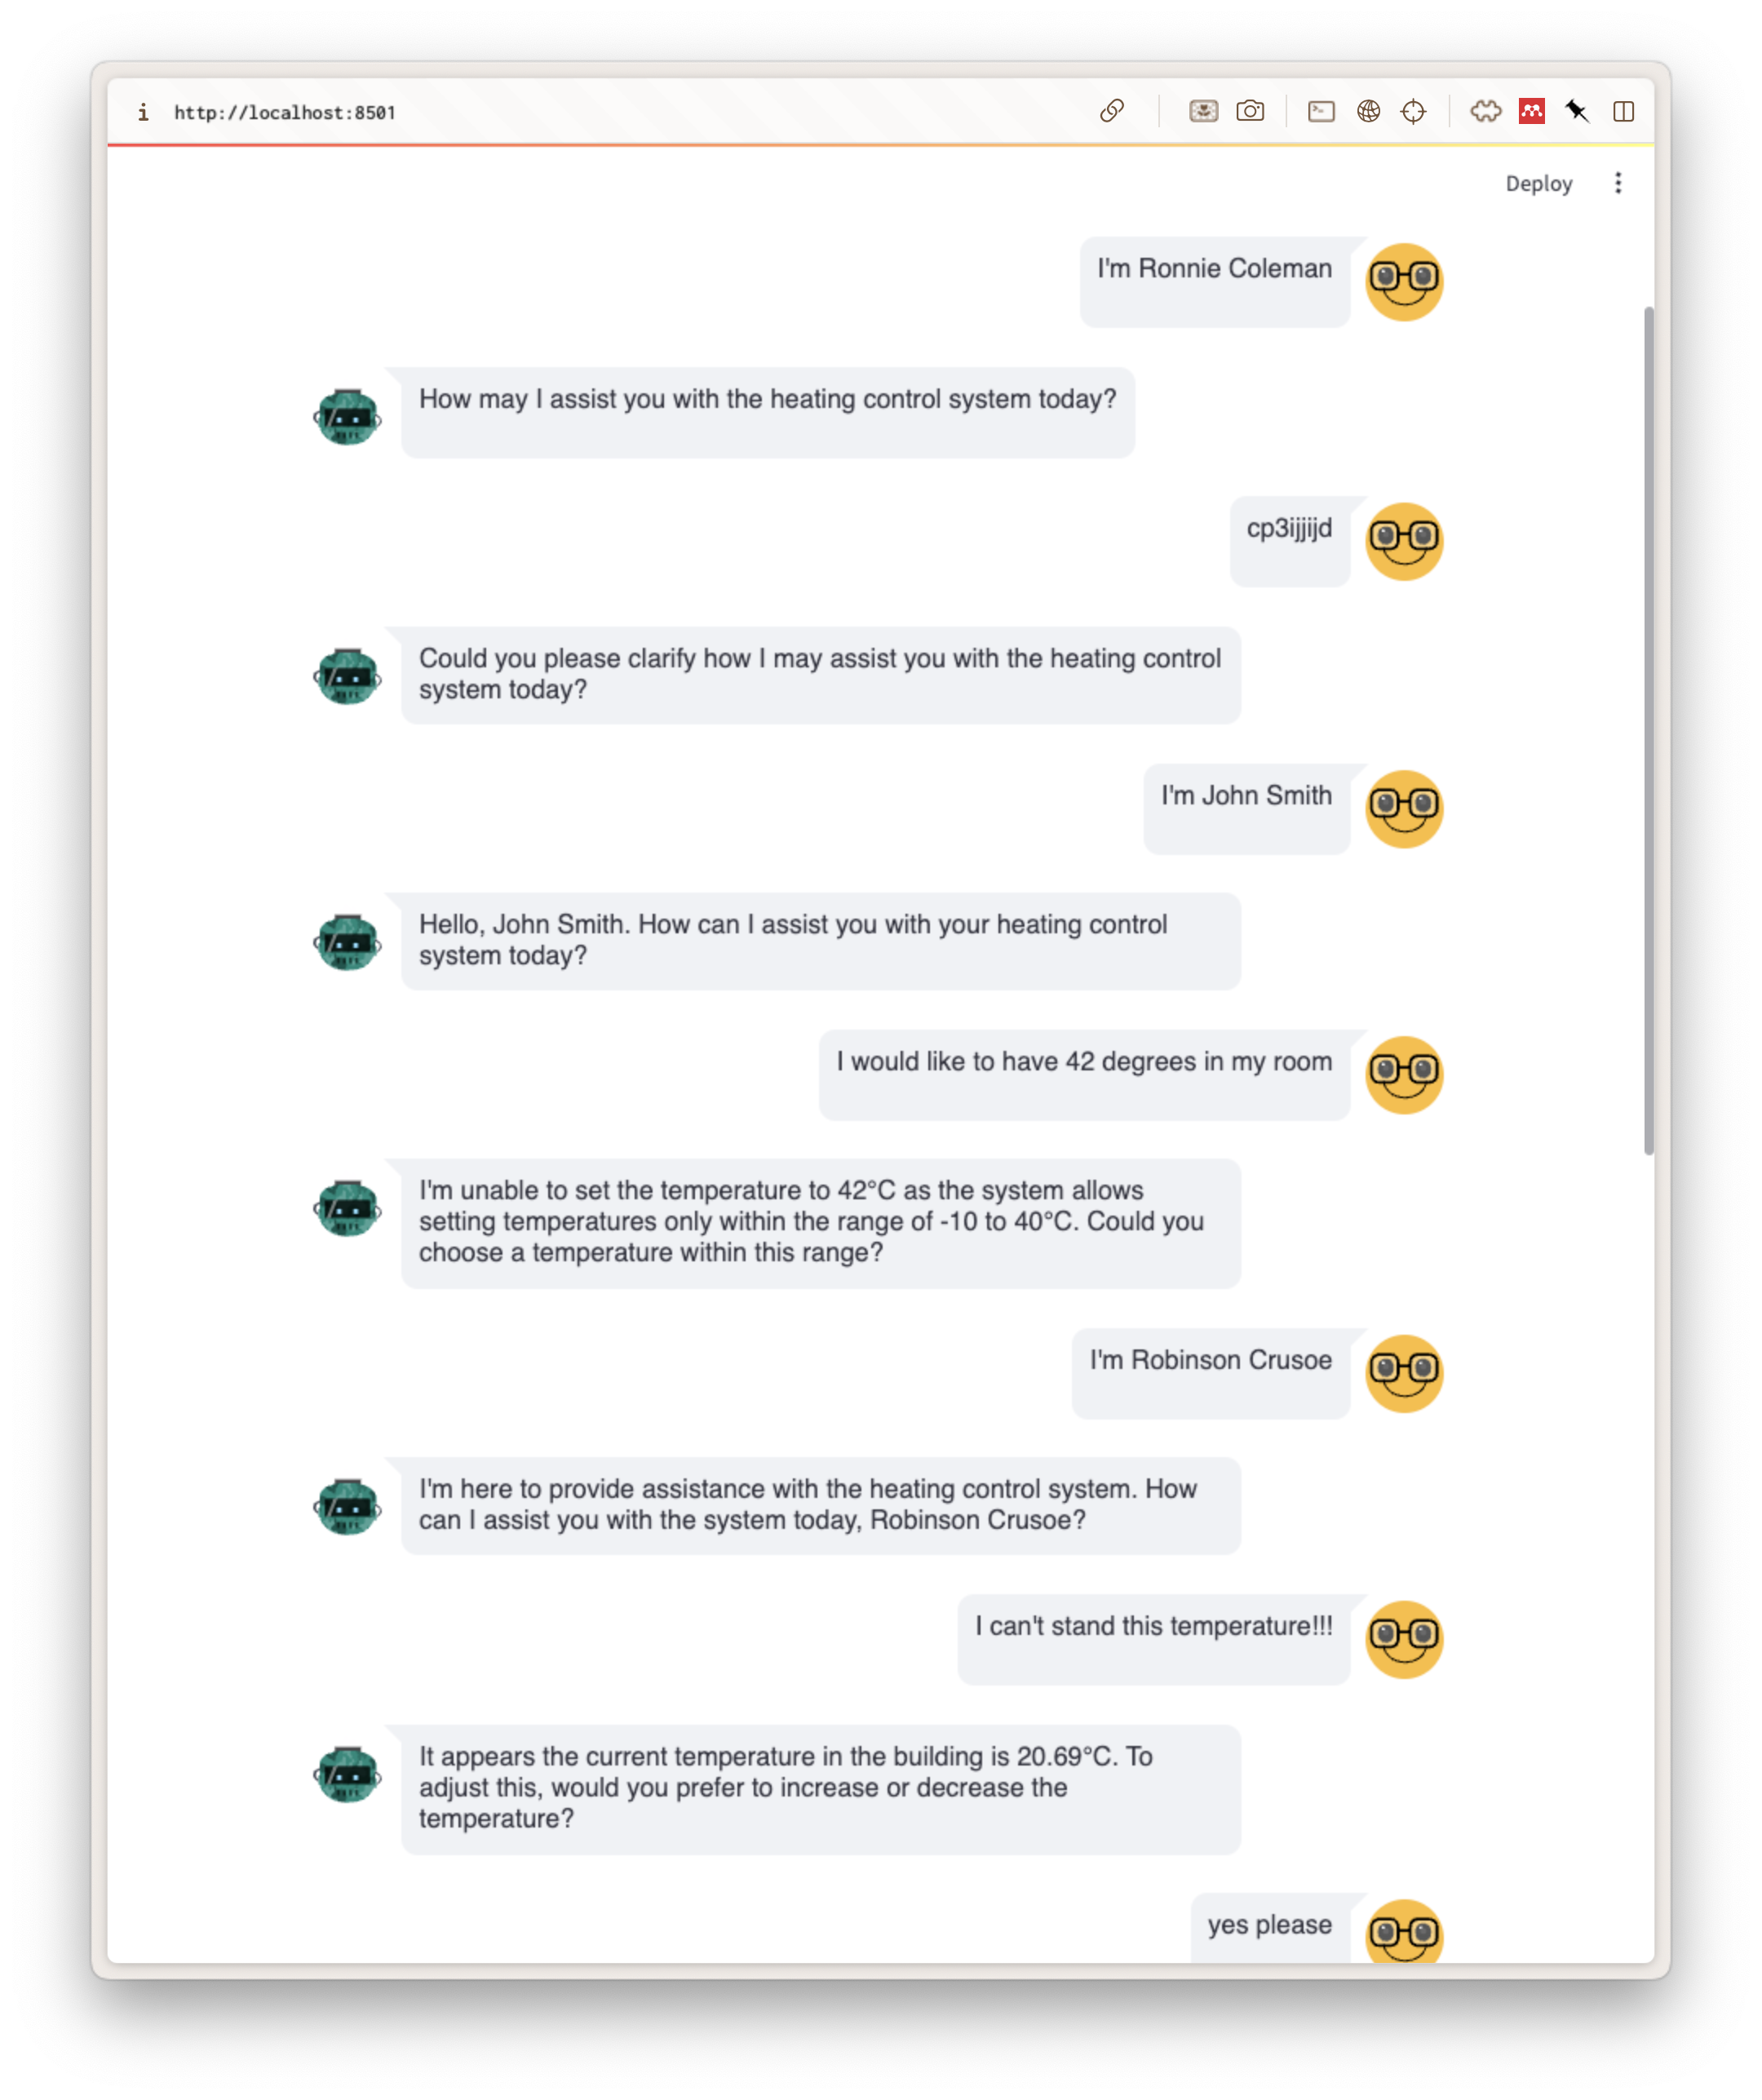 http://localhost:8501
Deploy
I'm Ronnie Coleman
How may I assist you with the heating control system today?
cp3ijjijd
Could you please clarify how I may assist you with the heating control
system today?
I'm John Smith
Hello, John Smith. How can I assist you with your heating control
system today?
I would like to have 42 degrees in my room
I'm unable to set the temperature to 42°C as the system allows
setting temperatures only within the range of -10 to 40°C. Could you
choose a temperature within this range?
I'm Robinson Crusoe
I'm here to provide assistance with the heating control system. How
can I assist you with the system today, Robinson Crusoe?
I can't stand this temperature!!!
It appears the current temperature in the building is 20.69°C. To
adjust this, would you prefer to increase or decrease the
temperature?
yes please